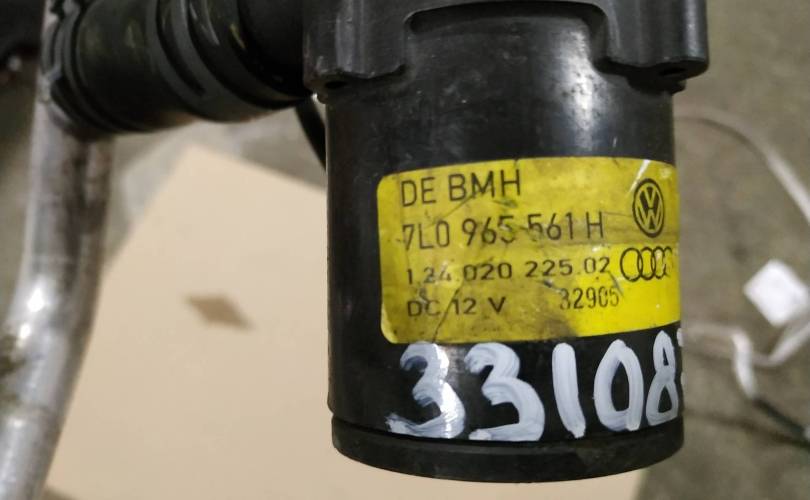 DE BMH
7L0 965 561 H
1.24.020 225.02
DC 12 V 32905
33108